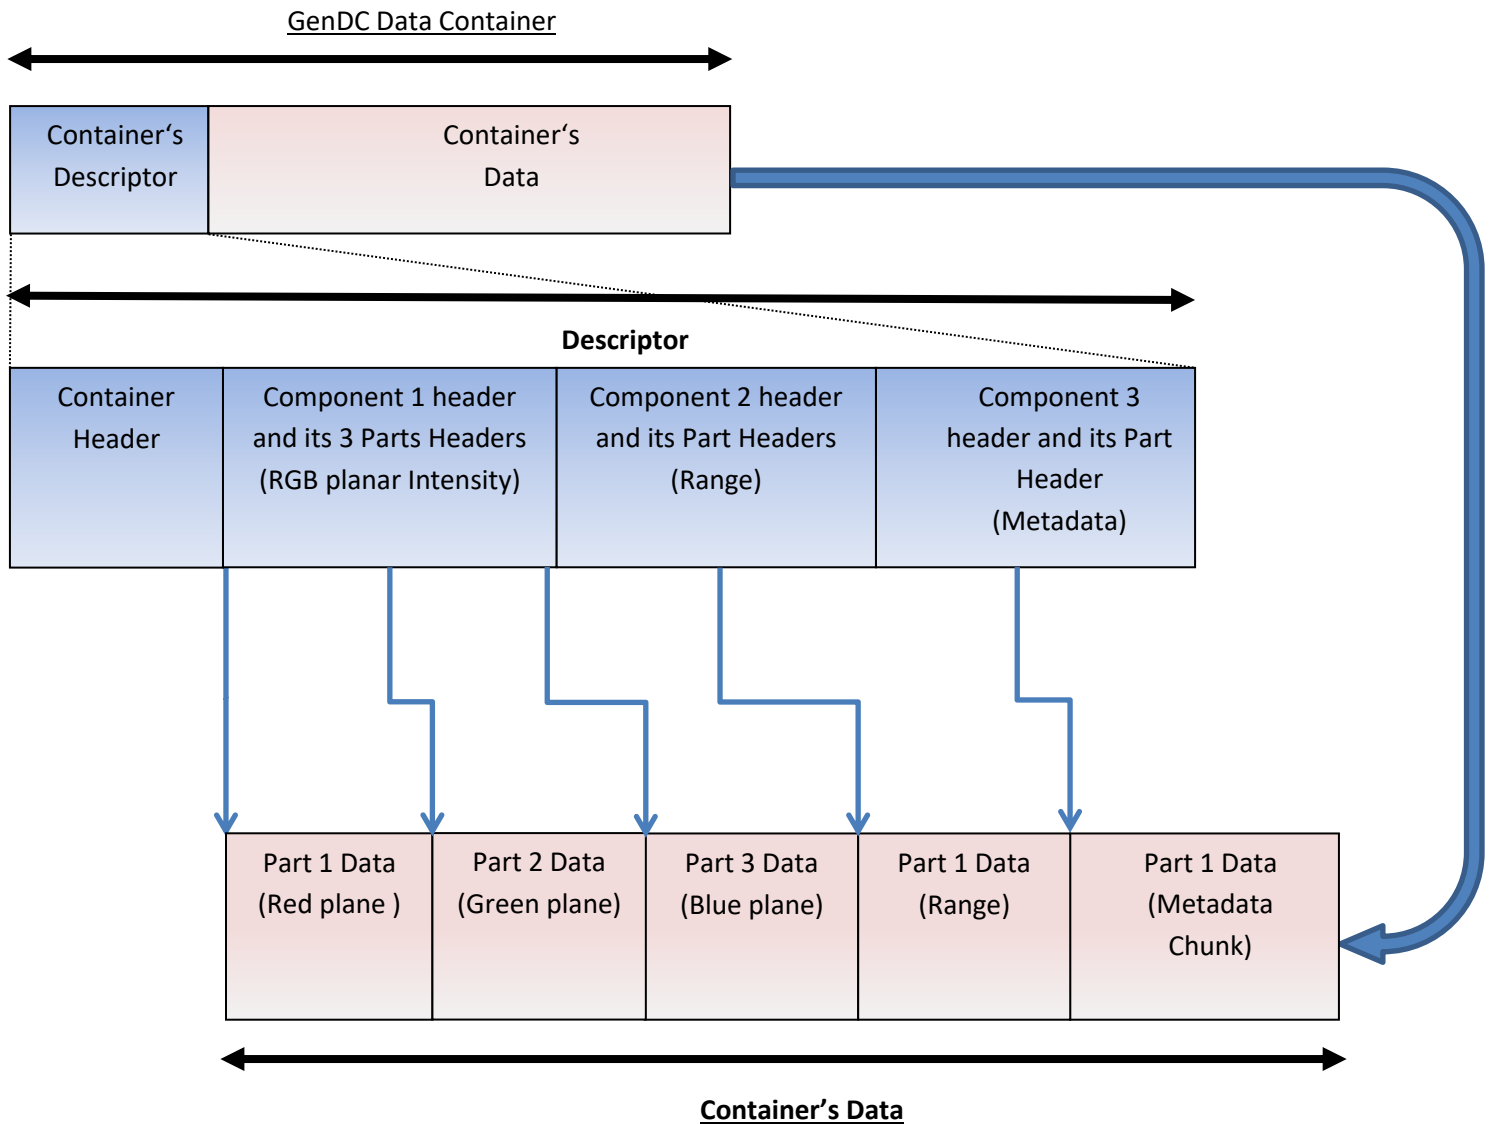 GenDC Data Container
Container‘s
Descriptor
Container‘s
Data
Descriptor
Container
Header
Component 1 header
and its 3 Parts Headers
(RGB planar Intensity)
Component 2 header
and its Part Headers
(Range)
Component 3
header and its Part
Header
(Metadata)
Part 1 Data
(Red plane )
Part 2 Data
(Green plane)
Part 3 Data
(Blue plane)
Part 1 Data
(Range)
Part 1 Data
(Metadata
Chunk)
Container’s Data